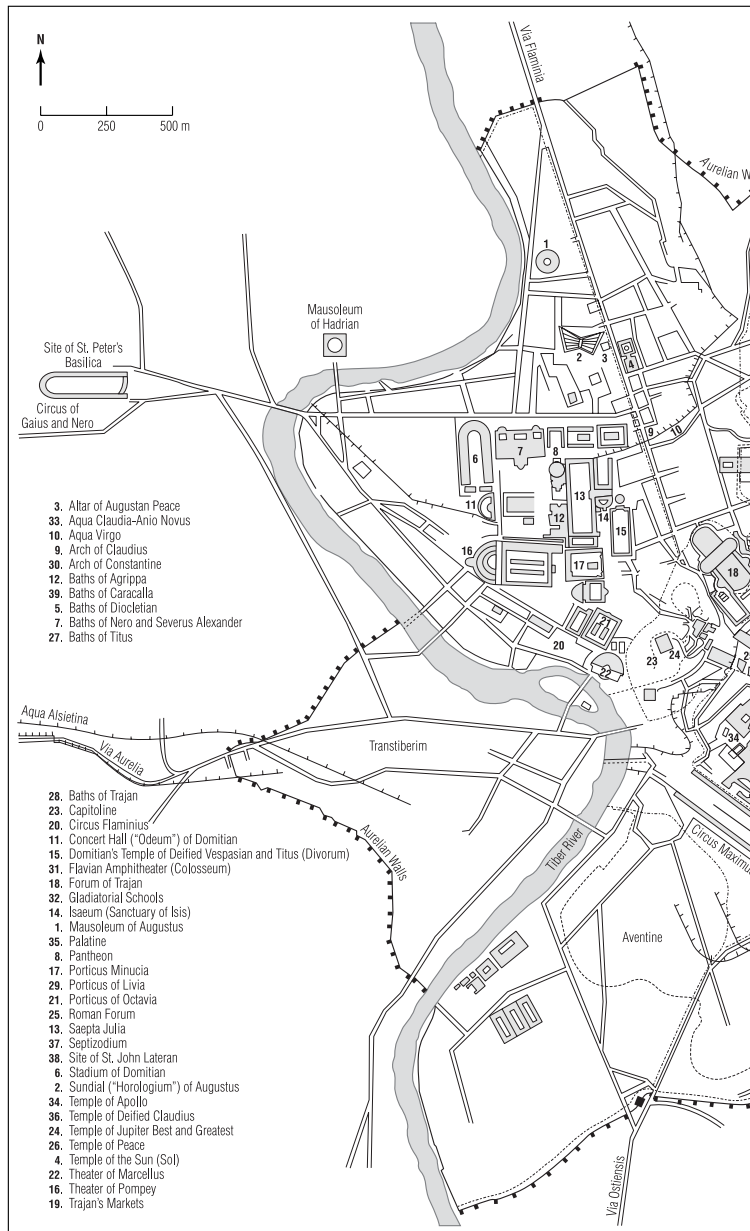 N
0 250 500 m
Via Flaminia
Aurelian W
1
Mausoleum
of Hadrian
2
3
4
Site of St. Peter's
Basilica
Circus of
Gaius and Nero
9
10
6
7
8
11
12
13
14
15
16
17
18
3. Altar of Augustan Peace
33. Aqua Claudia-Anio Novus
10. Aqua Virgo
9. Arch of Claudius
30. Arch of Constantine
12. Baths of Agrippa
39. Baths of Caracalla
5. Baths of Diocletian
7. Baths of Nero and Severus Alexander
27. Baths of Titus
20
21
22
23
24
2
34
Aqua Alsietina
Via Aurelia
Transtiberim
Aurelian Walls
Tiber River
Circus Maximus
Aventine
28. Baths of Trajan
23. Capitoline
20. Circus Flaminius
11. Concert Hall ("Odeum") of Domitian
15. Domitian's Temple of Deified Vespasian and Titus (Divorum)
31. Flavian Amphitheater (Colosseum)
18. Forum of Trajan
32. Gladiatorial Schools
14. Isaeum (Sanctuary of Isis)
1. Mausoleum of Augustus
35. Palatine
8. Pantheon
17. Porticus Minucia
29. Porticus of Livia
21. Porticus of Octavia
25. Roman Forum
13. Saepta Julia
37. Septizodium
38. Site of St. John Lateran
6. Stadium of Domitian
2. Sundial ("Horologium") of Augustus
34. Temple of Apollo
36. Temple of Deified Claudius
24. Temple of Jupiter Best and Greatest
26. Temple of Peace
4. Temple of the Sun (Sol)
22. Theater of Marcellus
16. Theater of Pompey
19. Trajan's Markets
Via Ostiensis